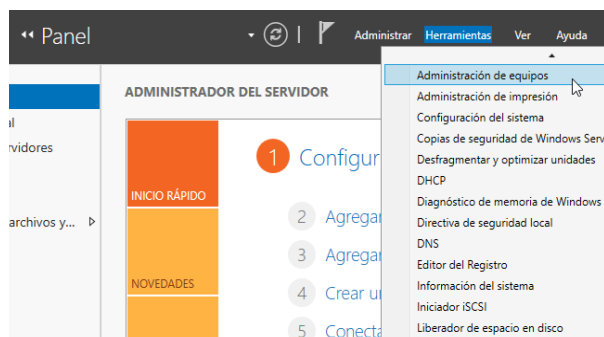 Panel
Administrar Herramientas Ver Ayuda
ADMINISTRADOR DEL SERVIDOR
archivos y...
1 Configur
INICIO RÁPIDO
2 Agregar
3 Agregar
NOVEDADES
4 Crear un
5 Conecta
Administración de equipos
Administración de impresión
Configuración del sistema
Copias de seguridad de Windows Serv
Desfragmentar y optimizar unidades
DHCP
Diagnóstico de memoria de Windows
Directiva de seguridad local
DNS
Editor del Registro
Información del sistema
Iniciador iSCSI
Liberador de espacio en disco